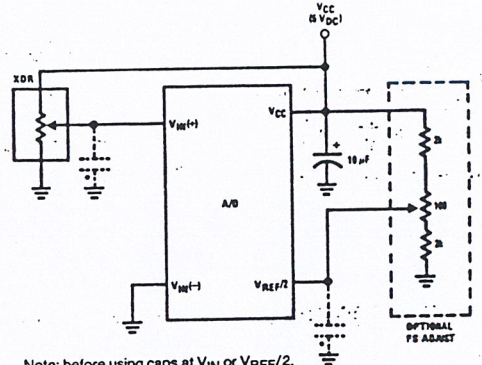 VCC
(5 VDC)
XDR
VIN(+)
VCC
2k
+
10 µF
A/D
100
2k
VIN(−)
VREF/2
OPTIONAL
FS ADJUST
Note: before using caps at VIN or VREF/2,